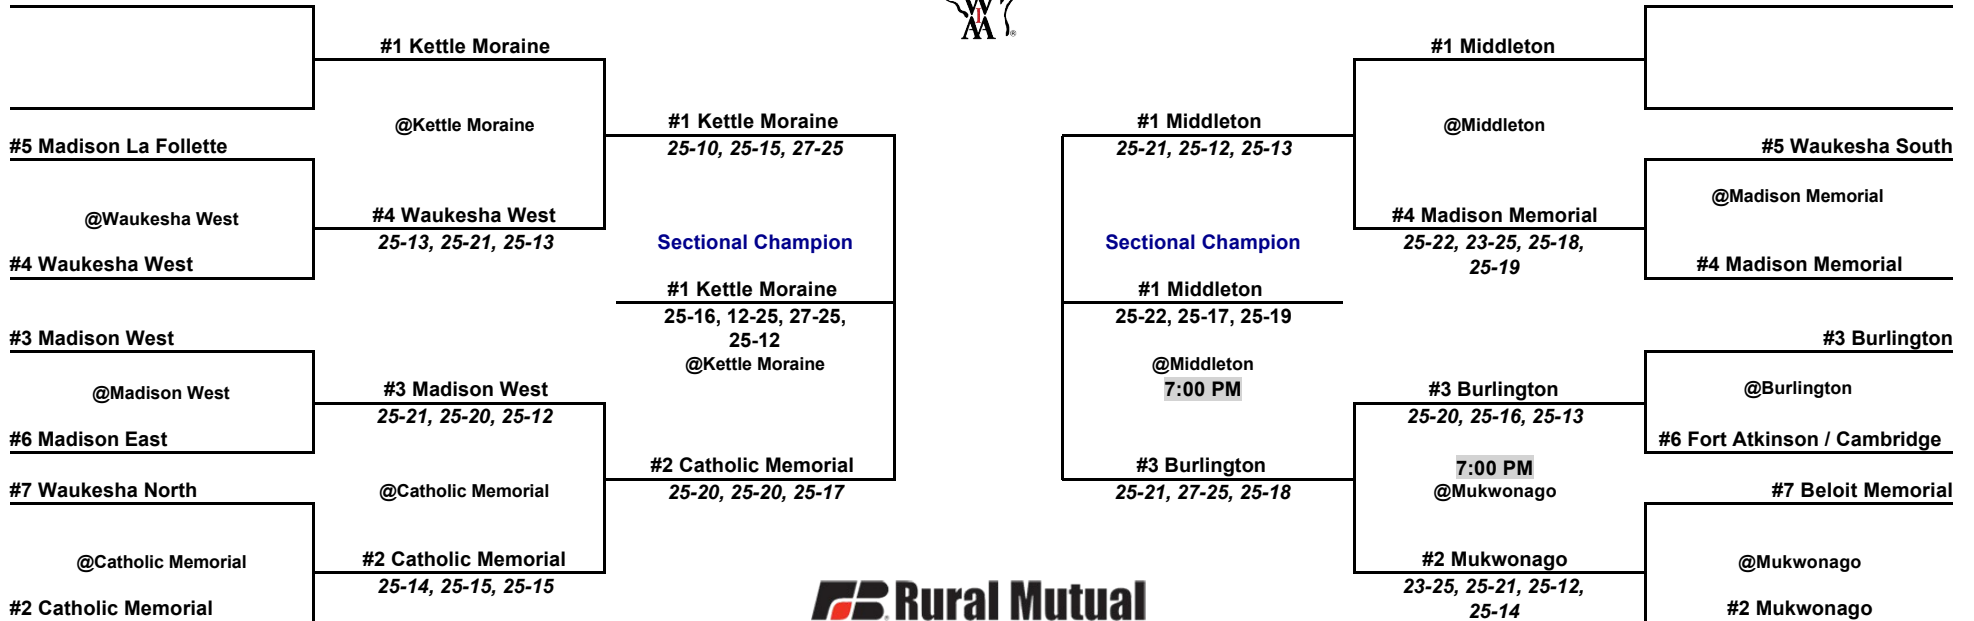 #1 Kettle Moraine
@Kettle Moraine
#5 Madison La Follette
@Waukesha West
#4 Waukesha West
#4 Waukesha West
25-13, 25-21, 25-13
#1 Kettle Moraine
25-10, 25-15, 27-25
Sectional Champion
#1 Kettle Moraine
25-16, 12-25, 27-25,
25-12
@Kettle Moraine
#3 Madison West
@Madison West
#6 Madison East
#3 Madison West
25-21, 25-20, 25-12
#7 Waukesha North
@Catholic Memorial
#2 Catholic Memorial
@Catholic Memorial
#2 Catholic Memorial
25-14, 25-15, 25-15
#2 Catholic Memorial
25-20, 25-20, 25-17
WIAA
®
#1 Middleton
25-21, 25-12, 25-13
Sectional Champion
#1 Middleton
25-22, 25-17, 25-19
@Middleton
7:00 PM
#3 Burlington
25-21, 27-25, 25-18
#1 Middleton
@Middleton
#4 Madison Memorial
25-22, 23-25, 25-18,
25-19
#3 Burlington
25-20, 25-16, 25-13
7:00 PM
@Mukwonago
#2 Mukwonago
23-25, 25-21, 25-12,
25-14
#5 Waukesha South
@Madison Memorial
#4 Madison Memorial
#3 Burlington
@Burlington
#6 Fort Atkinson / Cambridge
#7 Beloit Memorial
@Mukwonago
#2 Mukwonago
Rural Mutual